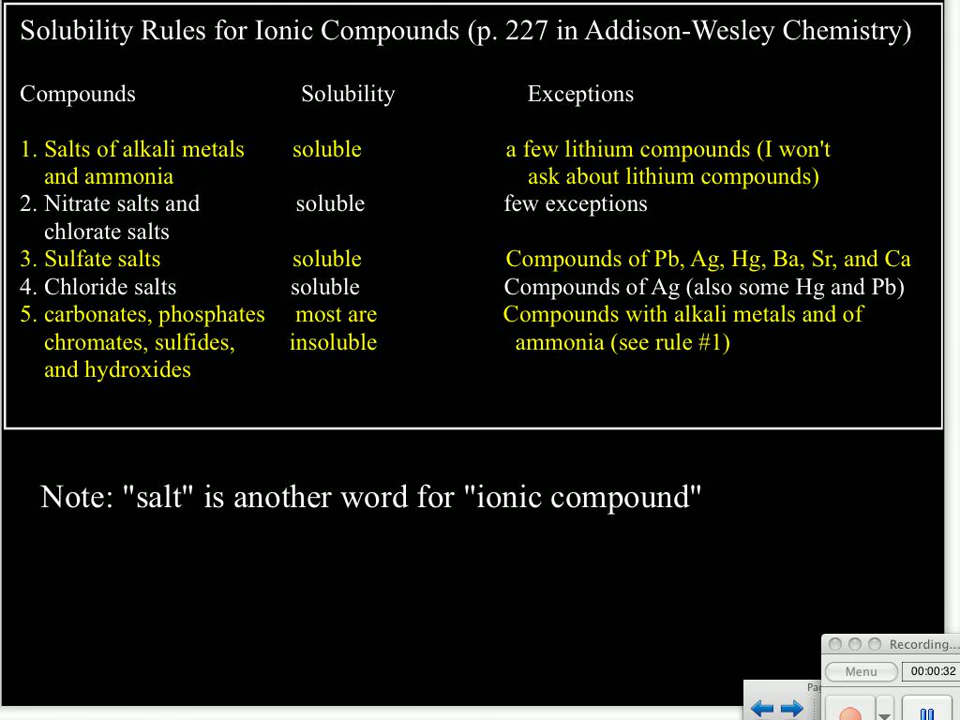 Solubility Rules for Ionic Compounds (p. 227 in Addison-Wesley Chemistry)
Compounds Solubility Exceptions
1. Salts of alkali metals soluble a few lithium compounds (I won't
and ammonia ask about lithium compounds)
2. Nitrate salts and soluble few exceptions
chlorate salts
3. Sulfate salts soluble Compounds of Pb, Ag, Hg, Ba, Sr, and Ca
4. Chloride salts soluble Compounds of Ag (also some Hg and Pb)
5. carbonates, phosphates most are Compounds with alkali metals and of
chromates, sulfides, insoluble ammonia (see rule #1)
and hydroxides
Note: "salt" is another word for "ionic compound"
Recording...
Menu 00:00:32